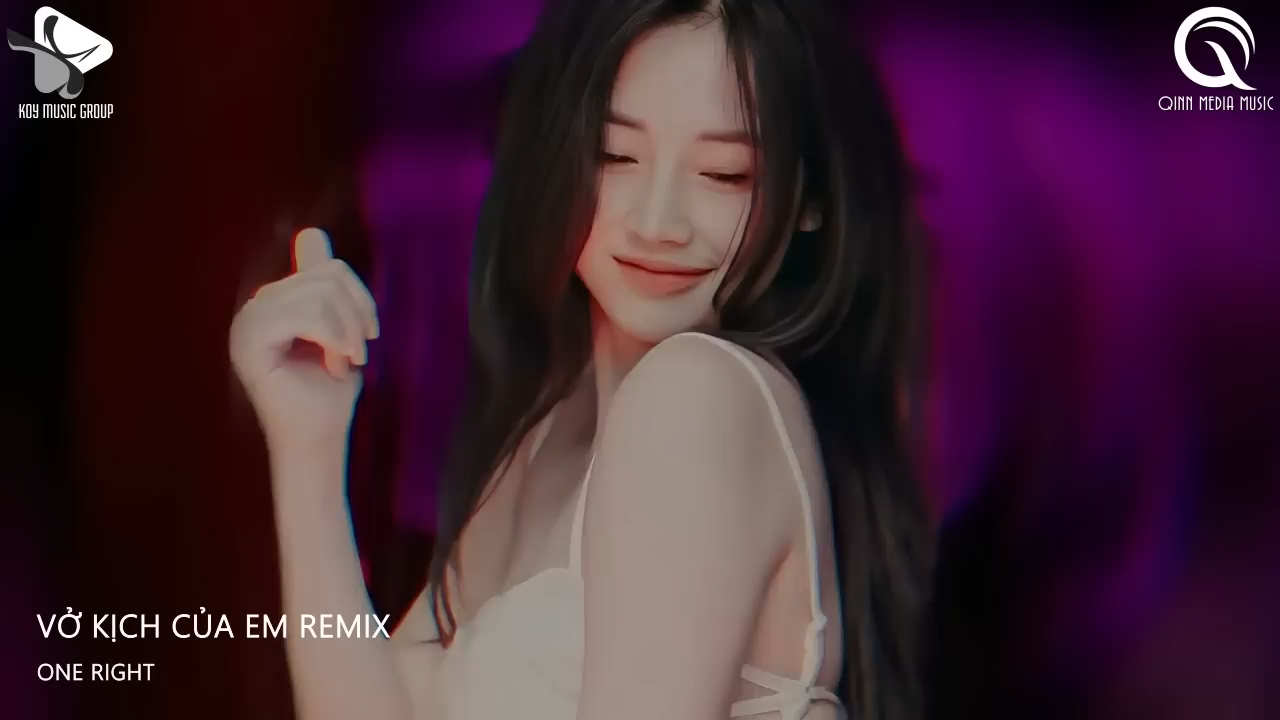 KOY MUSIC GROUP
QINN MEDIA MUSIC
VỞ KỊCH CỦA EM REMIX
ONE RIGHT